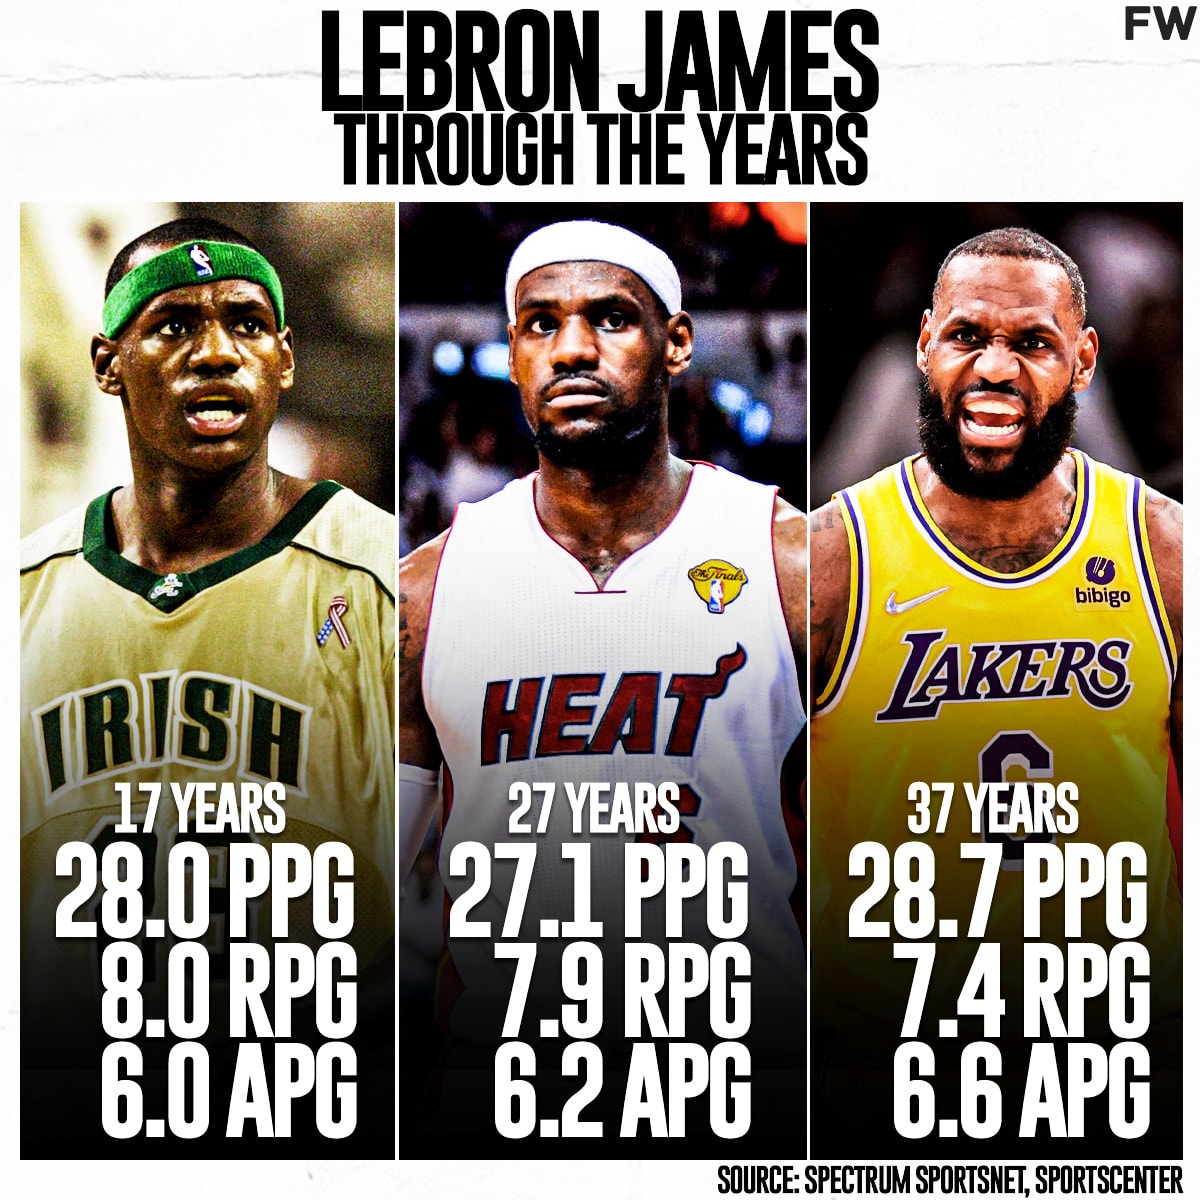 LEBRON JAMES
THROUGH THE YEARS
FW
The Finals
bibigo
IRISH
HEAT
LAKERS
6
17 YEARS
28.0 PPG
8.0 RPG
6.0 APG
27 YEARS
27.1 PPG
7.9 RPG
6.2 APG
37 YEARS
28.7 PPG
7.4 RPG
6.6 APG
SOURCE: SPECTRUM SPORTSNET, SPORTSCENTER